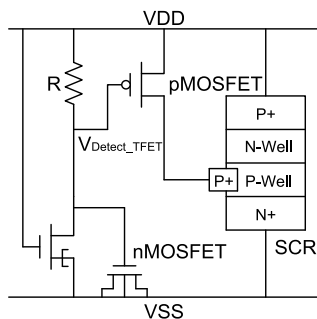 VDD
R
pMOSFET
P+
N-Well
VDetect_TFET
P+ P-Well
N+
nMOSFET
SCR
VSS